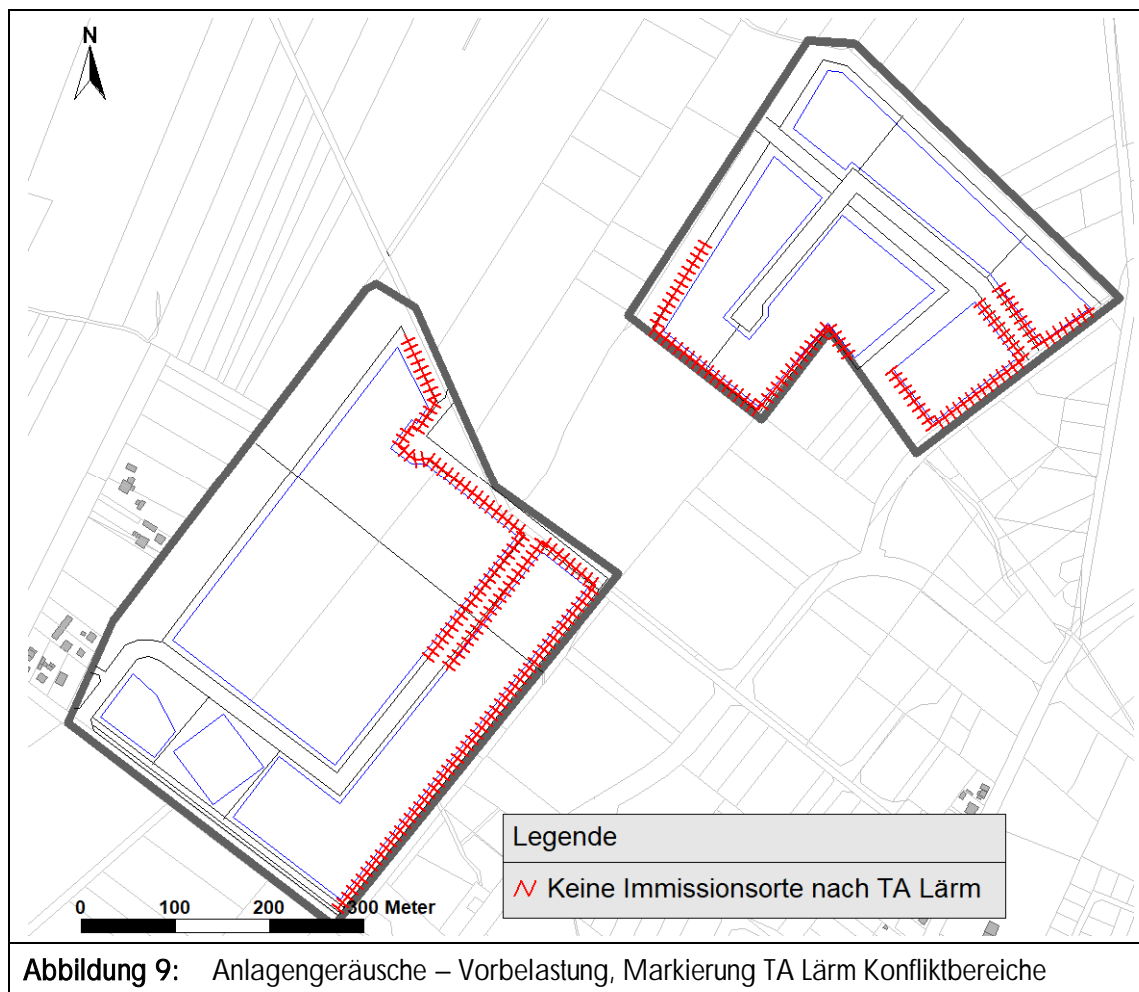 N
Legende
Keine Immissionsorte nach TA Lärm
0 100 200 300 Meter
Abbildung 9: Anlagengeräusche – Vorbelastung, Markierung TA Lärm Konfliktbereiche